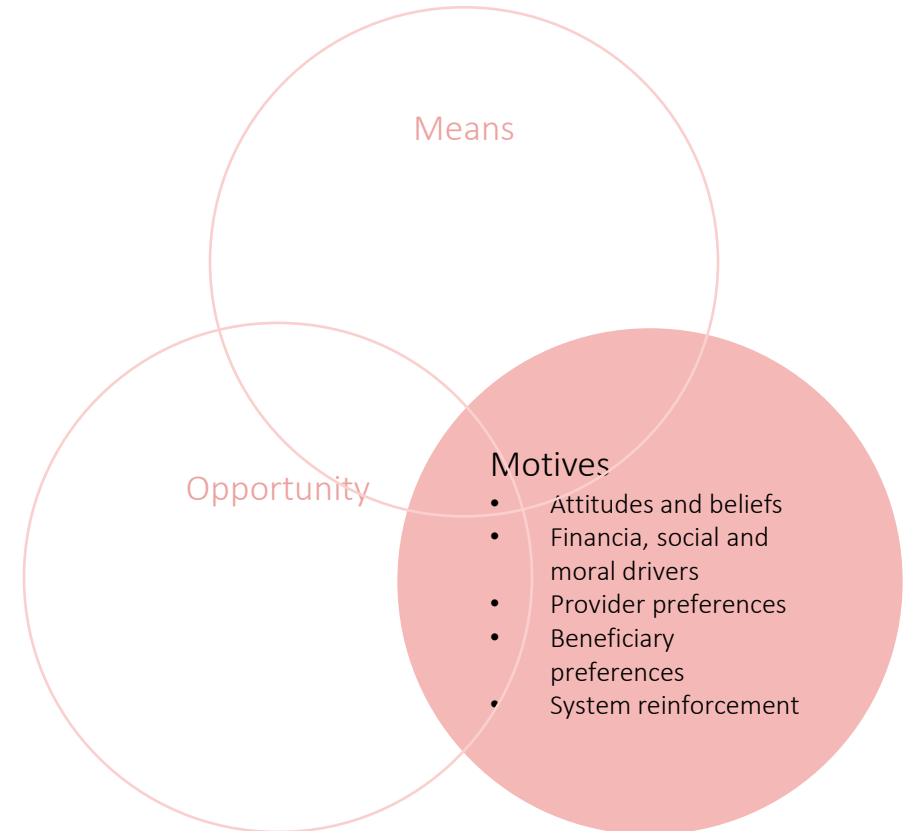 Means
Opportunity
Motives
• Attitudes and beliefs
• Financia, social and
moral drivers
• Provider preferences
• Beneficiary
preferences
• System reinforcement